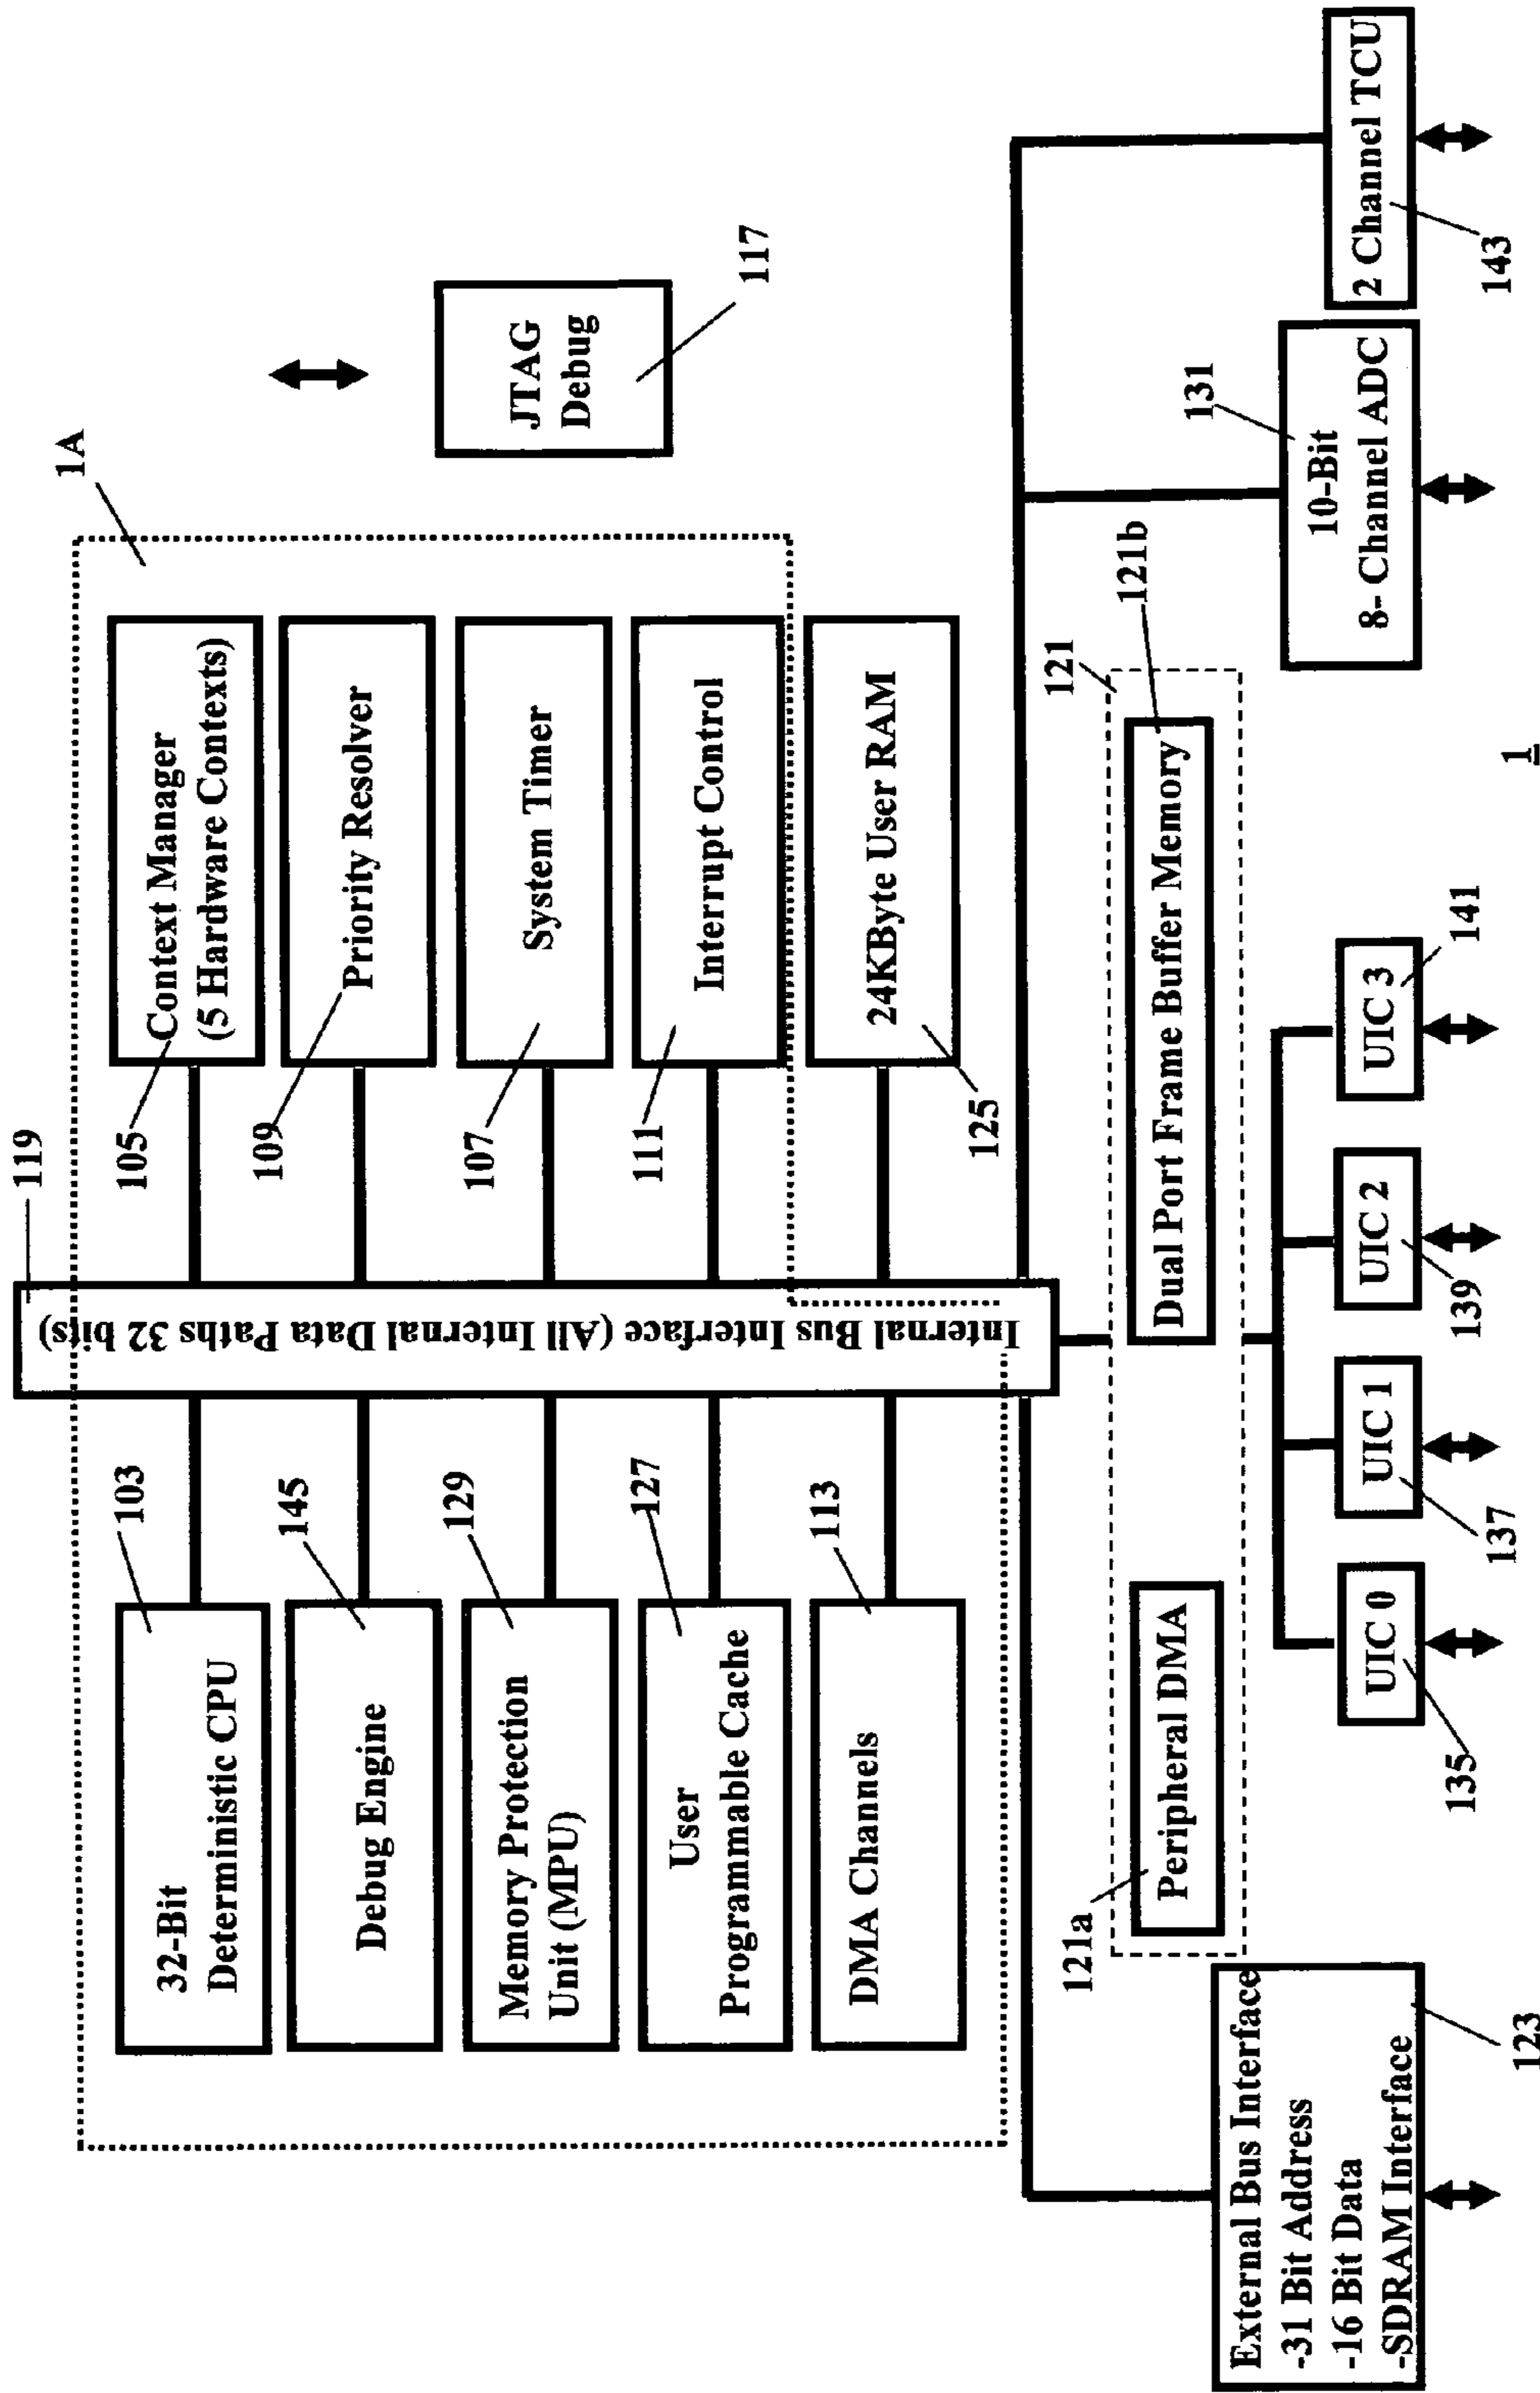 119
1A
103
32-Bit
Deterministic CPU
105
Context Manager
(5 Hardware Contexts)
145
Debug Engine
109
Priority Resolver
129
Memory Protection
Unit (MPU)
107
System Timer
127
User
Programmable Cache
111
Interrupt Control
113
DMA Channels
125
24KByte User RAM
Internal Bus Interface (All Internal Data Paths 32 bits)
JTAG
Debug
117
121a
Peripheral DMA
121
121b
Dual Port Frame Buffer Memory
External Bus Interface
-31 Bit Address
-16 Bit Data
-SDRAM Interface
123
UIC 0
135
UIC 1
137
UIC 2
139
UIC 3
141
131
10-Bit
8- Channel ADC
2 Channel TCU
143
1